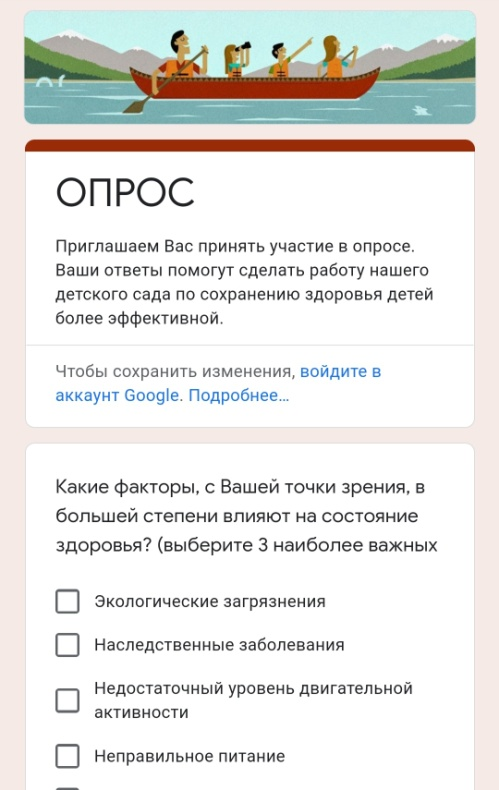 ОПРОС
Приглашаем Вас принять участие в опросе.
Ваши ответы помогут сделать работу нашего
детского сада по сохранению здоровья детей
более эффективной.
Чтобы сохранить изменения, войдите в
аккаунт Google. Подробнее…
Какие факторы, с Вашей точки зрения, в
большей степени влияют на состояние
здоровья? (выберите 3 наиболее важных
Экологические загрязнения
Наследственные заболевания
Недостаточный уровень двигательной
активности
Неправильное питание